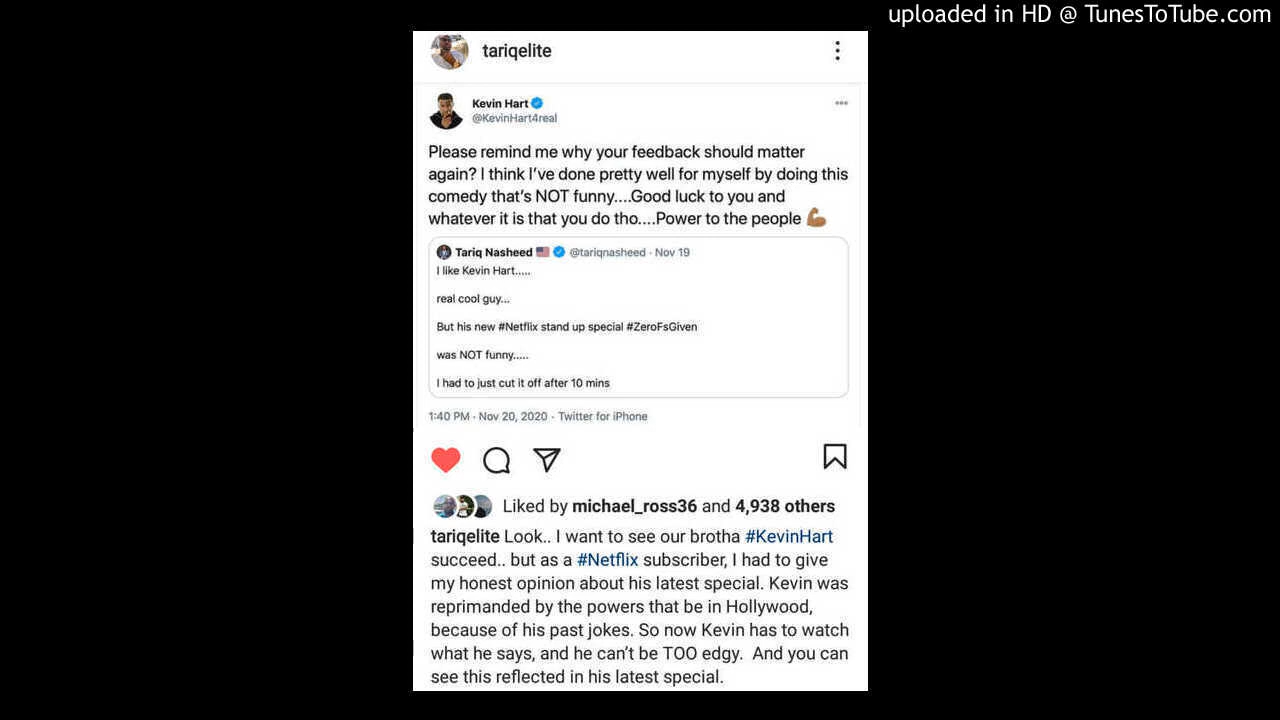 uploaded in HD @ TunesToTube.com
tariqelite
Kevin Hart
@KevinHart4real
Please remind me why your feedback should matter
again? I think I've done pretty well for myself by doing this
comedy that's NOT funny....Good luck to you and
whatever it is that you do tho....Power to the people 💪🏽
Tariq Nasheed 🇺🇸 @tariqnasheed · Nov 19
I like Kevin Hart.....
real cool guy...
But his new #Netflix stand up special #ZeroFsGiven
was NOT funny.....
I had to just cut it off after 10 mins
1:40 PM · Nov 20, 2020 · Twitter for iPhone
Liked by michael_ross36 and 4,938 others
tariqelite Look.. I want to see our brotha #KevinHart
succeed.. but as a #Netflix subscriber, I had to give
my honest opinion about his latest special. Kevin was
reprimanded by the powers that be in Hollywood,
because of his past jokes. So now Kevin has to watch
what he says, and he can't be TOO edgy.  And you can
see this reflected in his latest special.